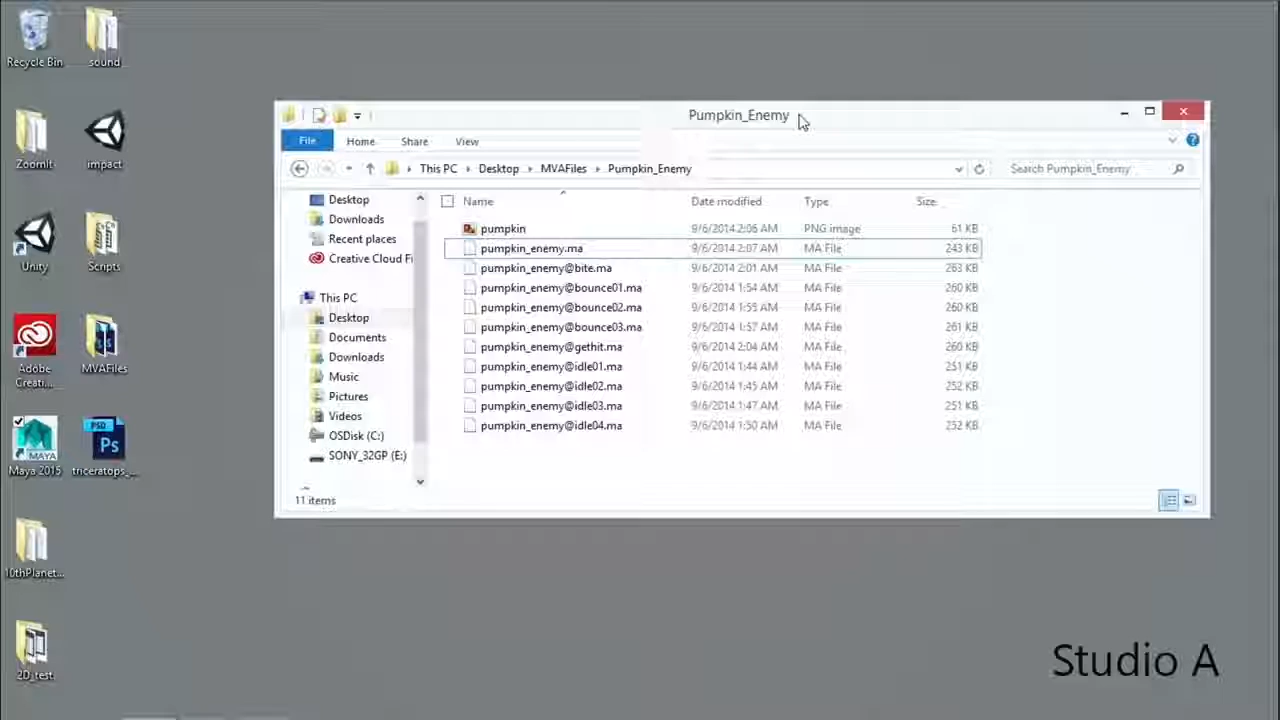 Recycle Bin
sound
ZoomIt
impact
Unity
Scripts
Adobe
Creati...
MVAFiles
MAYA
Maya 2015
PSD
Ps
triceratops_...
10thPlanet...
2D_test
Pumpkin_Enemy
File Home Share View
This PC Desktop MVAFiles Pumpkin_Enemy
Search Pumpkin_Enemy
Desktop
Downloads
Recent places
Creative Cloud Fi
This PC
Desktop
Documents
Downloads
Music
Pictures
Videos
OSDisk (C:)
SONY_32GP (E:)
Name Date modified Type Size
pumpkin 9/6/2014 2:06 AM PNG image 61 KB
pumpkin_enemy.ma 9/6/2014 2:07 AM MA File 243 KB
pumpkin_enemy@bite.ma 9/6/2014 2:01 AM MA File 263 KB
pumpkin_enemy@bounce01.ma 9/6/2014 1:54 AM MA File 260 KB
pumpkin_enemy@bounce02.ma 9/6/2014 1:55 AM MA File 260 KB
pumpkin_enemy@bounce03.ma 9/6/2014 1:57 AM MA File 261 KB
pumpkin_enemy@gethit.ma 9/6/2014 2:04 AM MA File 260 KB
pumpkin_enemy@idle01.ma 9/6/2014 1:44 AM MA File 251 KB
pumpkin_enemy@idle02.ma 9/6/2014 1:45 AM MA File 252 KB
pumpkin_enemy@idle03.ma 9/6/2014 1:47 AM MA File 251 KB
pumpkin_enemy@idle04.ma 9/6/2014 1:50 AM MA File 252 KB
11 items
Studio A